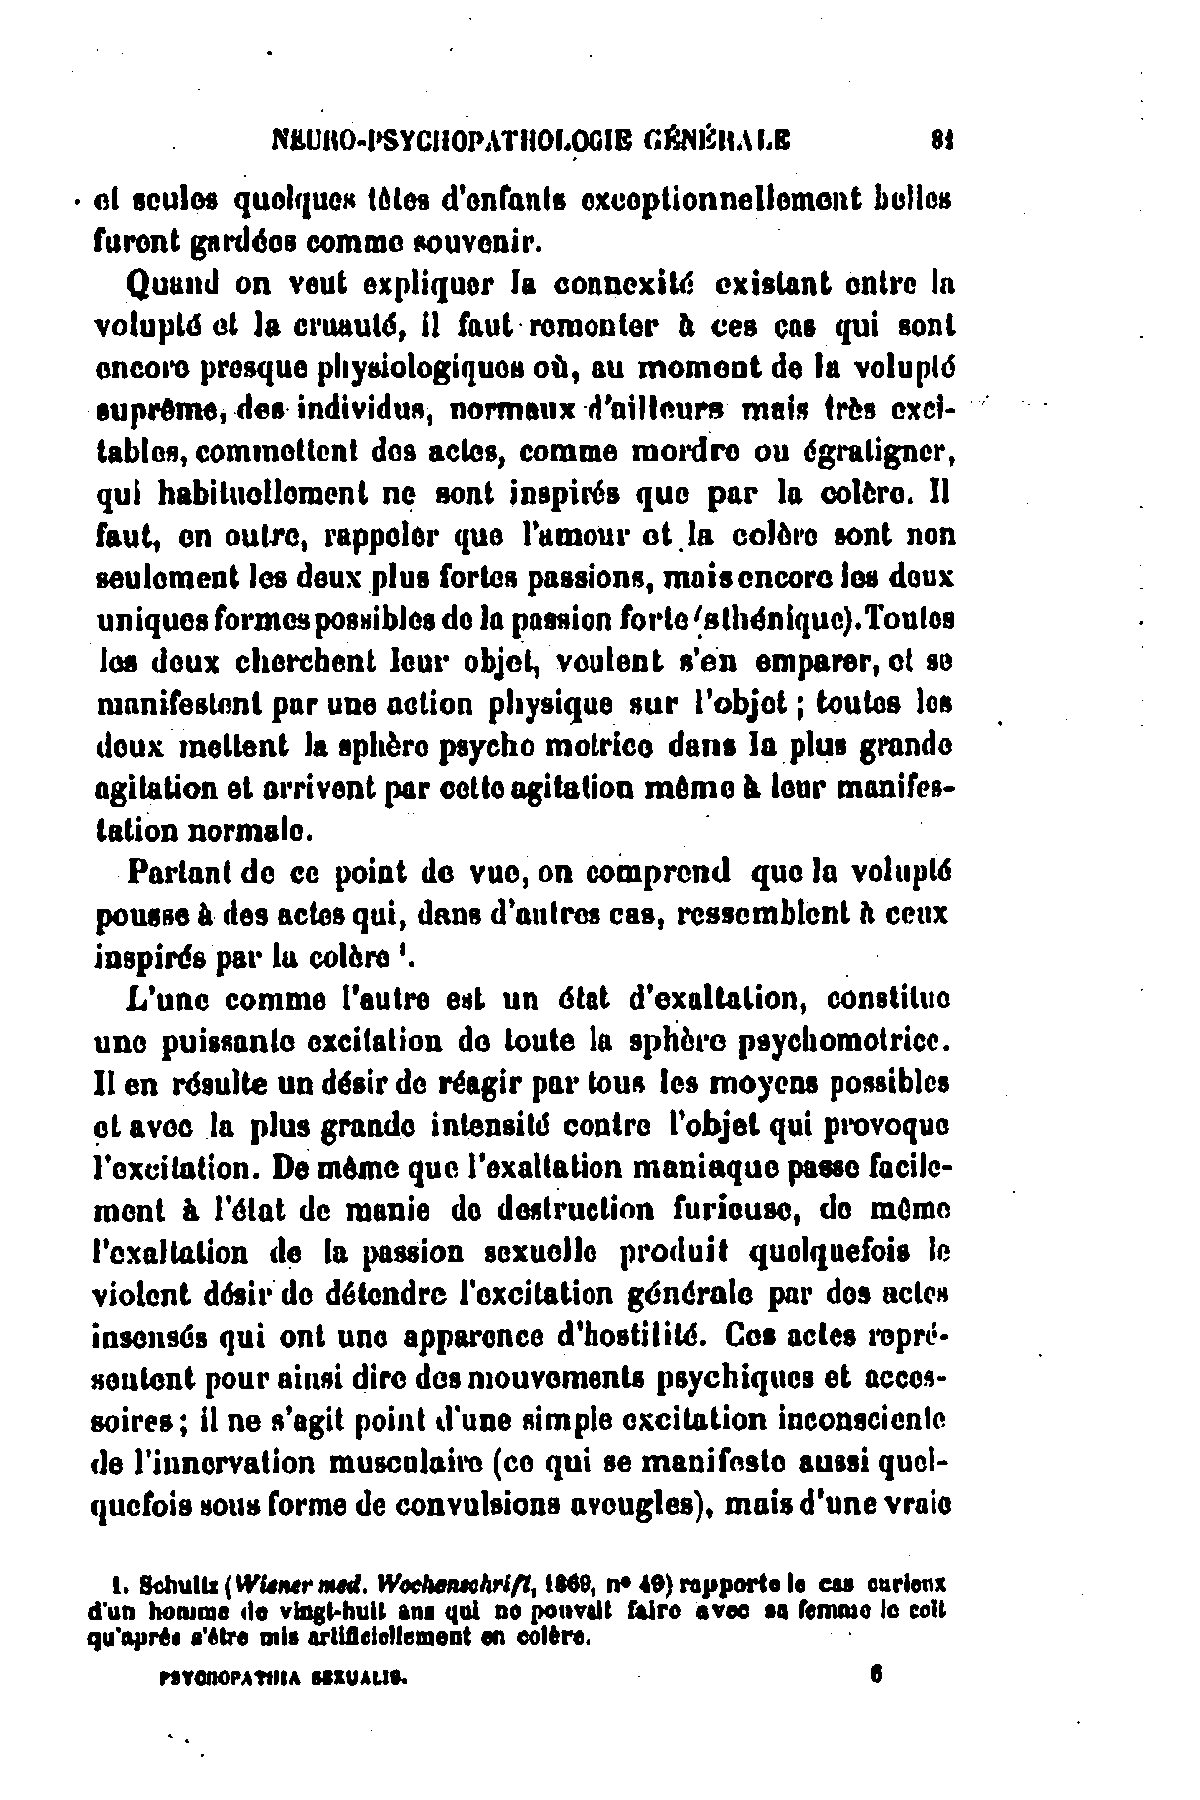 NEURO-PSYCHOPATHOLOGIE GÉNÉRALE 81
et seules quelques têtes d'enfants exceptionnellement belles
furent gardées comme souvenir.
Quand on veut expliquer la connexité existant entre la
volupté et la cruauté, il faut remonter à ces cas qui sont
encore presque physiologiques où, au moment de la volupté
suprême, des individus, normaux d'ailleurs mais très exci-
tables, commettent des actes, comme mordre ou égratigner,
qui habituellement ne sont inspirés que par la colère. Il
faut, en outre, rappeler que l'amour et la colère sont non
seulement les deux plus fortes passions, mais encore les deux
uniques formes possibles de la passion forte (sthénique). Toutes
les deux cherchent leur objet, veulent s'en emparer, et se
manifestent par une action physique sur l'objet ; toutes les
deux mettent la sphère psycho motrice dans la plus grande
agitation et arrivent par cette agitation même à leur manifes-
tation normale.
Partant de ce point de vue, on comprend que la volupté
pousse à des actes qui, dans d'autres cas, ressemblent à ceux
inspirés par la colère ¹.
L'une comme l'autre est un état d'exaltation, constitue
une puissante excitation de toute la sphère psychomotrice.
Il en résulte un désir de réagir par tous les moyens possibles
et avec la plus grande intensité contre l'objet qui provoque
l'excitation. De même que l'exaltation maniaque passe facile-
ment à l'état de manie de destruction furieuse, de même
l'exaltation de la passion sexuelle produit quelquefois le
violent désir de détendre l'excitation générale par des actes
insensés qui ont une apparence d'hostilité. Ces actes repré-
sentent pour ainsi dire des mouvements psychiques et acces-
soires ; il ne s'agit point d'une simple excitation inconsciente
de l'innervation musculaire (ce qui se manifeste aussi quel-
quefois sous forme de convulsions aveugles), mais d'une vraie
1. Schultz (Wiener med. Wochenschrift, 1869, n° 49) rapporte le cas curieux
d'un homme de vingt-huit ans qui ne pouvait faire avec sa femme le coït
qu'après s'être mis artificiellement en colère.
PSYCHOPATHIA SEXUALIS. 6